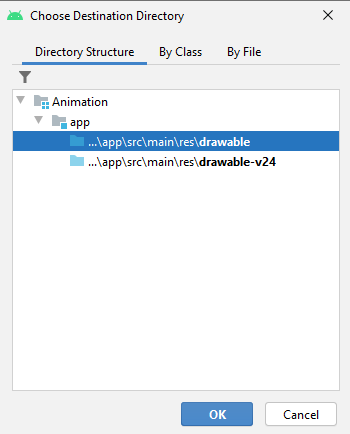 Choose Destination Directory
Directory Structure By Class By File
Animation
app
...\app\src\main\res\drawable
...\app\src\main\res\drawable-v24
OK Cancel